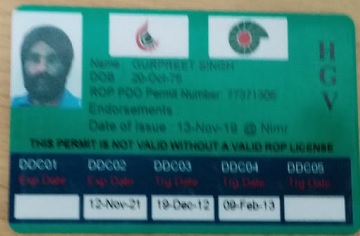 Name : GURPREET SINGH
DOB : 20-Oct-75
ROP PDO Permit Number
Endorsements
Date of Issue : 13-Nov-19 @ Nimr
HGV
THIS PERMIT IS NOT VALID WITHOUT A VALID ROP LICENSE
DDC01 DDC02 DDC03 DDC04 DDC05
Exp Date Exp Date Trg Date Trg Date Trg Date
12-Nov-21 19-Dec-12 09-Feb-13